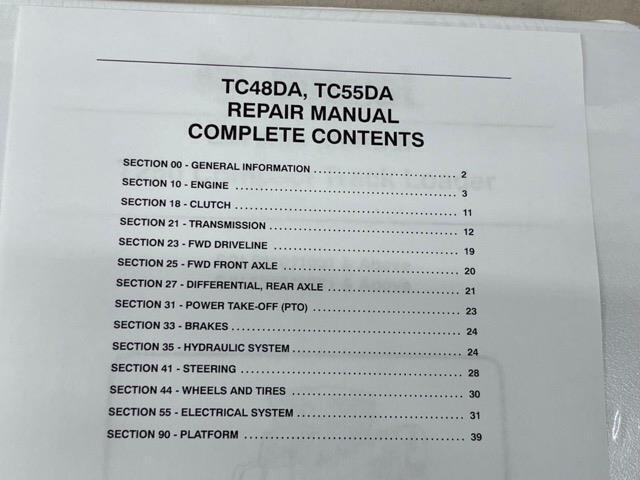 TC48DA, TC55DA
REPAIR MANUAL
COMPLETE CONTENTS
SECTION 00 - GENERAL INFORMATION ........................................ 2
SECTION 10 - ENGINE ................................................................ 3
SECTION 18 - CLUTCH ............................................................... 11
SECTION 21 - TRANSMISSION ...................................................... 12
SECTION 23 - FWD DRIVELINE ...................................................... 19
SECTION 25 - FWD FRONT AXLE .................................................... 20
SECTION 27 - DIFFERENTIAL, REAR AXLE ........................................ 21
SECTION 31 - POWER TAKE-OFF (PTO) ............................................ 23
SECTION 33 - BRAKES ................................................................ 24
SECTION 35 - HYDRAULIC SYSTEM .................................................. 24
SECTION 41 - STEERING .............................................................. 28
SECTION 44 - WHEELS AND TIRES ................................................... 30
SECTION 55 - ELECTRICAL SYSTEM .................................................. 31
SECTION 90 - PLATFORM .............................................................. 39